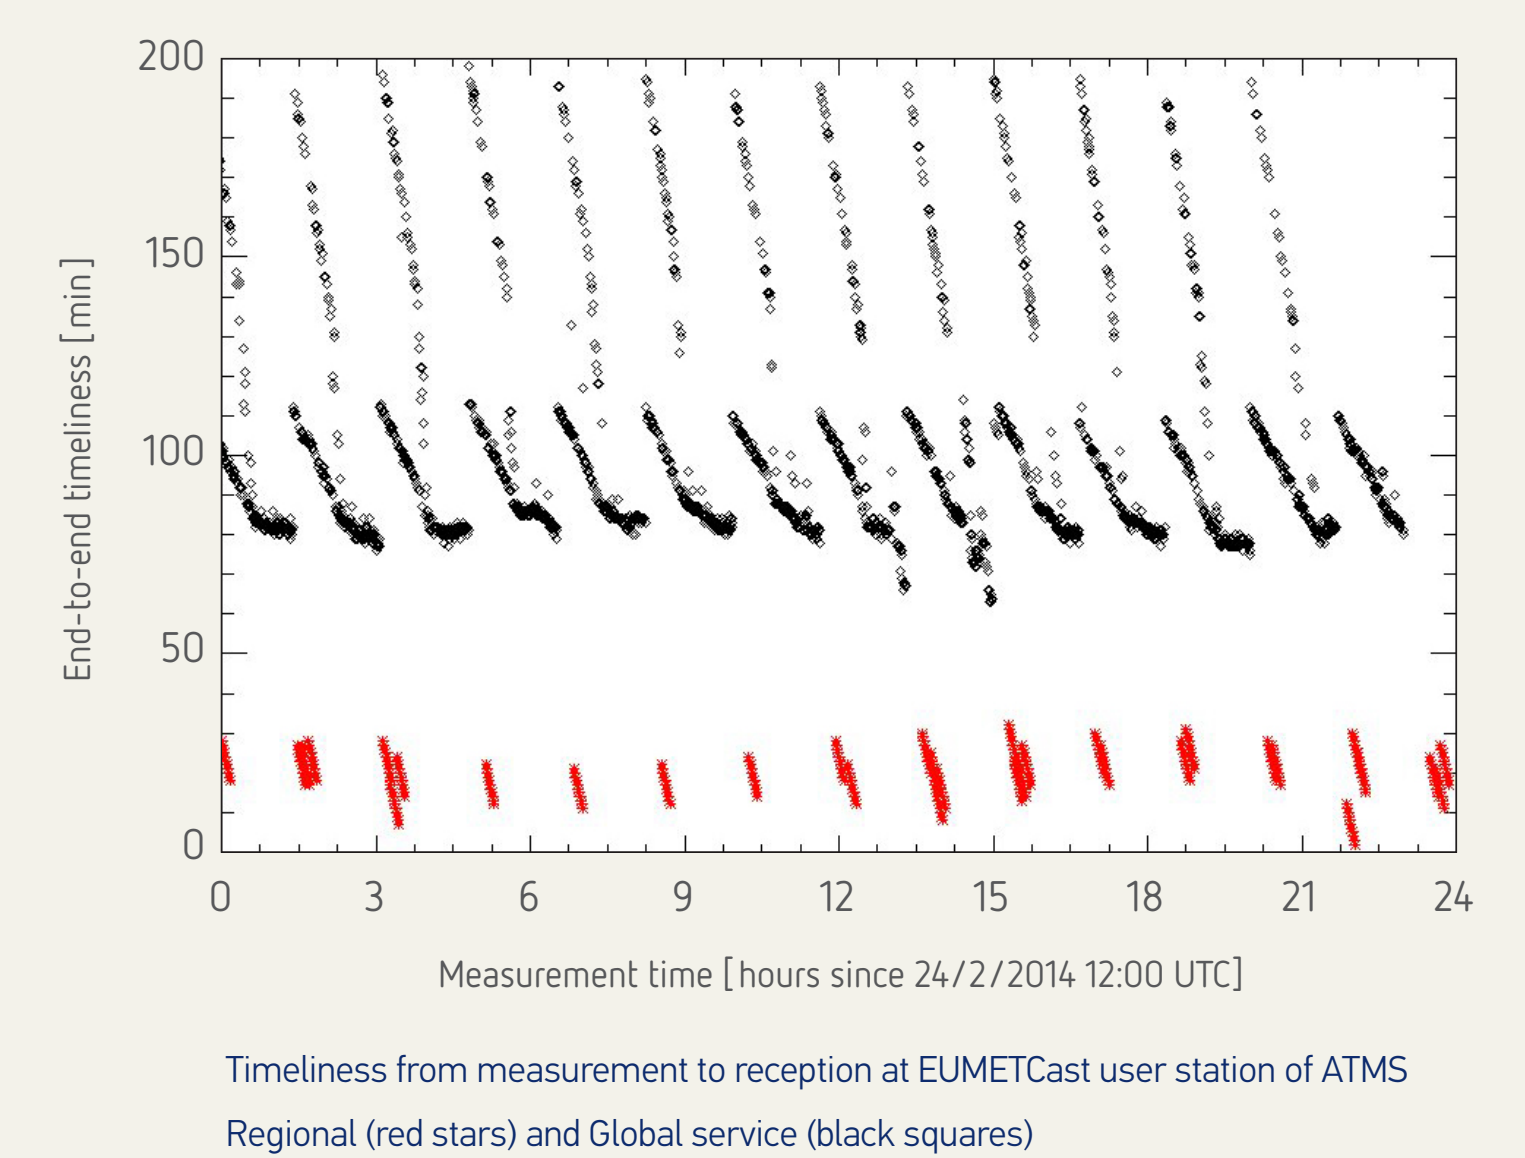 200
150
100
50
0
End-to-end timeliness [min]
0 3 6 9 12 15 18 21 24
Measurement time [hours since 24/2/2014 12:00 UTC]
Timeliness from measurement to reception at EUMETCast user station of ATMS
Regional (red stars) and Global service (black squares)